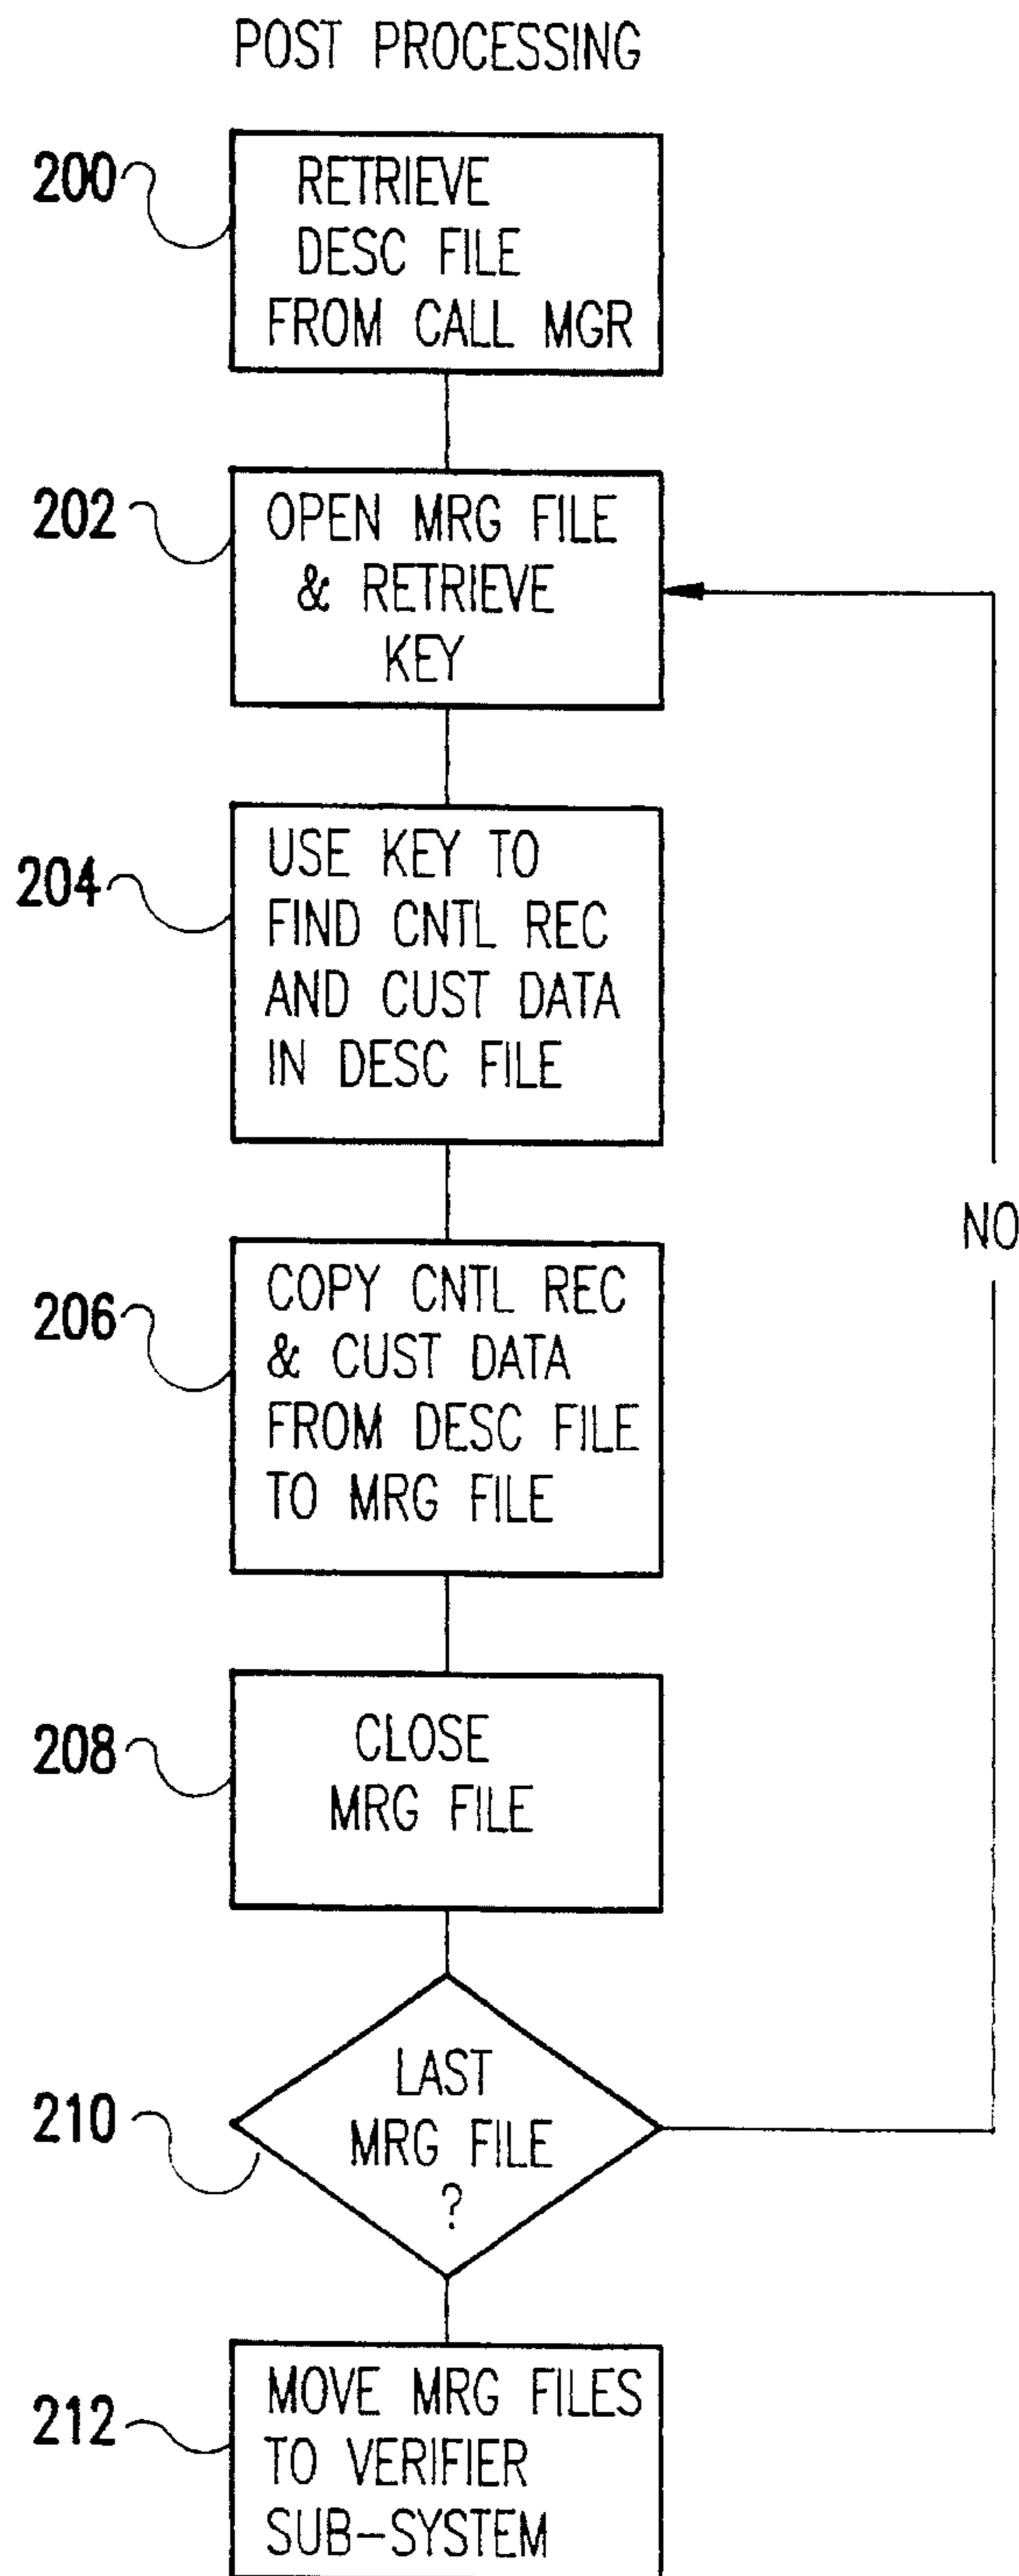 POST PROCESSING
200
RETRIEVE
DESC FILE
FROM CALL MGR
202
OPEN MRG FILE
& RETRIEVE
KEY
204
USE KEY TO
FIND CNTL REC
AND CUST DATA
IN DESC FILE
NO
206
COPY CNTL REC
& CUST DATA
FROM DESC FILE
TO MRG FILE
208
CLOSE
MRG FILE
210
LAST
MRG FILE
?
212
MOVE MRG FILES
TO VERIFIER
SUB-SYSTEM